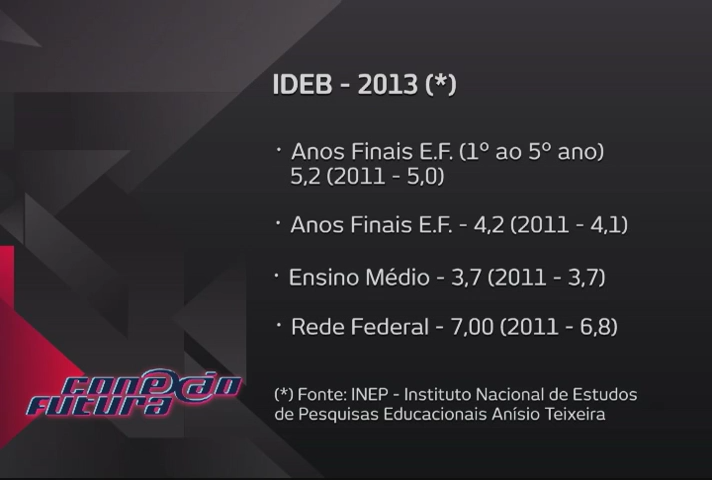 IDEB - 2013 (*)
· Anos Finais E.F. (1º ao 5º ano)
5,2 (2011 - 5,0)
· Anos Finais E.F. - 4,2 (2011 - 4,1)
· Ensino Médio - 3,7 (2011 - 3,7)
· Rede Federal - 7,00 (2011 - 6,8)
conexão
futura
(*) Fonte: INEP - Instituto Nacional de Estudos
de Pesquisas Educacionais Anísio Teixeira